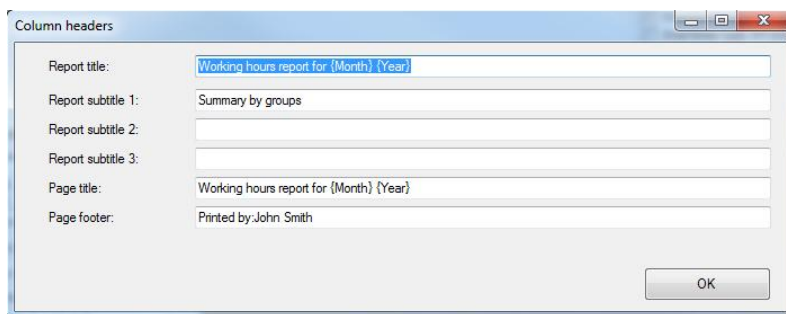 Column headers
Report title: Working hours report for {Month} {Year}
Report subtitle 1: Summary by groups
Report subtitle 2:
Report subtitle 3:
Page title: Working hours report for {Month} {Year}
Page footer: Printed by:John Smith
OK